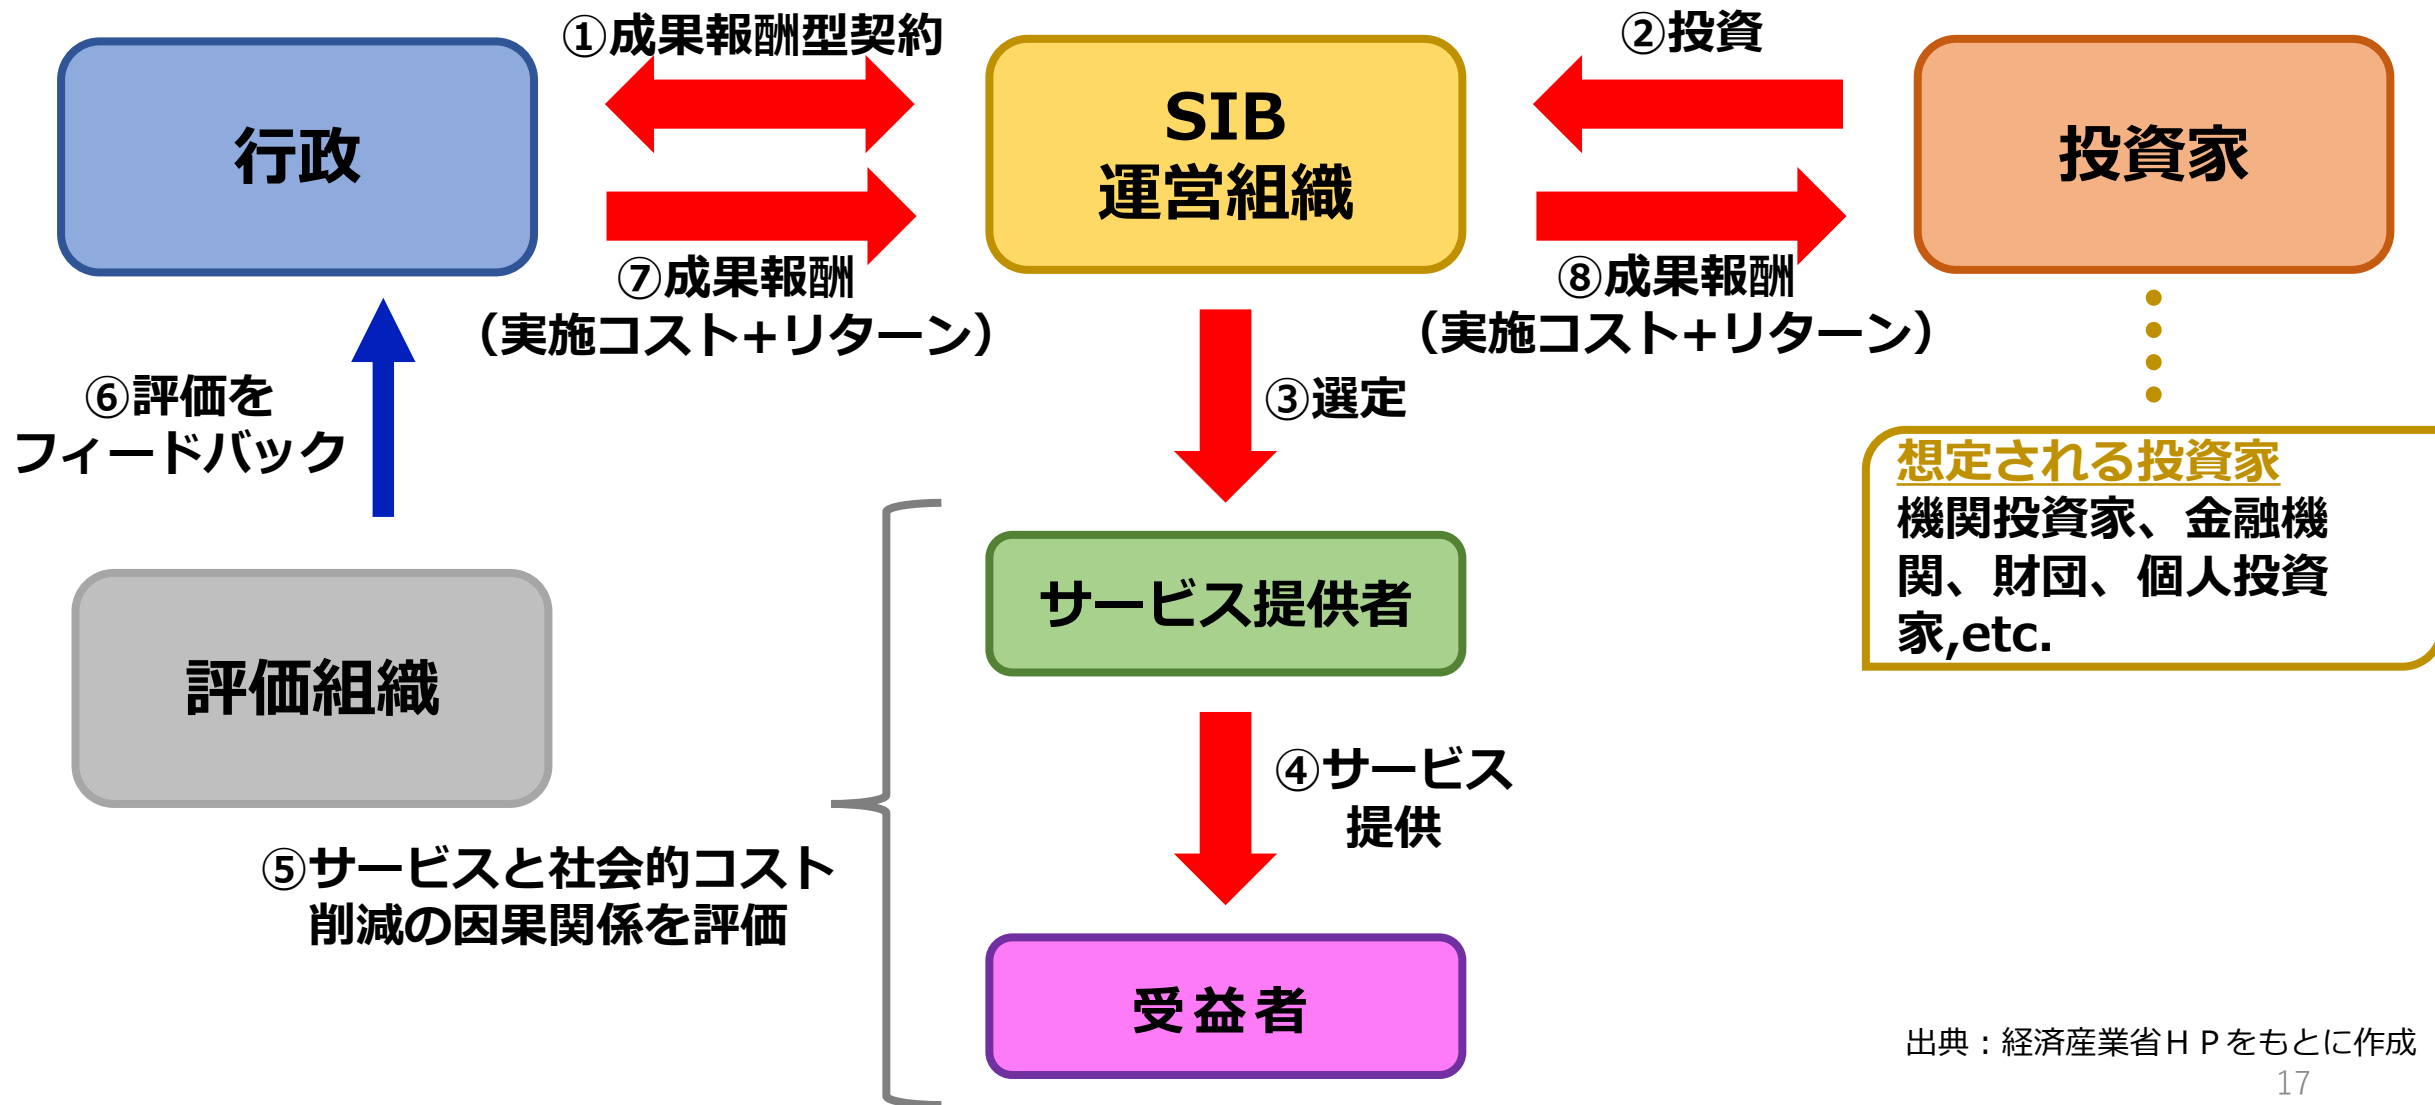 ①成果報酬型契約
②投資
行政
SIB
運営組織
投資家
⑦成果報酬
（実施コスト+リターン）
⑧成果報酬
（実施コスト+リターン）
③選定
⑥評価を
フィードバック
想定される投資家
機関投資家、金融機
関、財団、個人投資
家,etc.
サービス提供者
評価組織
④サービス
提供
⑤サービスと社会的コスト
削減の因果関係を評価
受益者
出典：経済産業省ＨＰをもとに作成
17